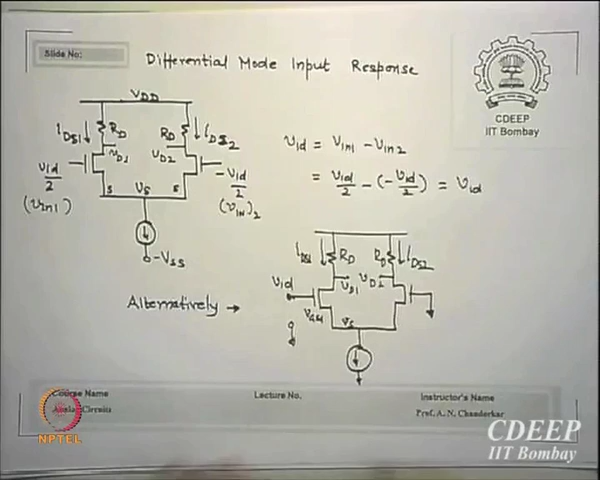 Slide No:
Differential Mode Input Response
CDEEP
IIT Bombay
VDD
IDS1 RD RD IDS2
VD1 VD2
Vid/2 -Vid/2
(Vin1) S VS S (VIN)2
-VSS
Vid = Vin1 - Vin2
= Vid/2 - (-Vid/2) = Vid
IDS1 RD RD IDS2
Vid VD1 VD2
VS
Alternatively →
Course Name Lecture No. Instructor's Name
Circuits Prof. A. N. Chandorkar
NPTEL
CDEEP
IIT Bombay